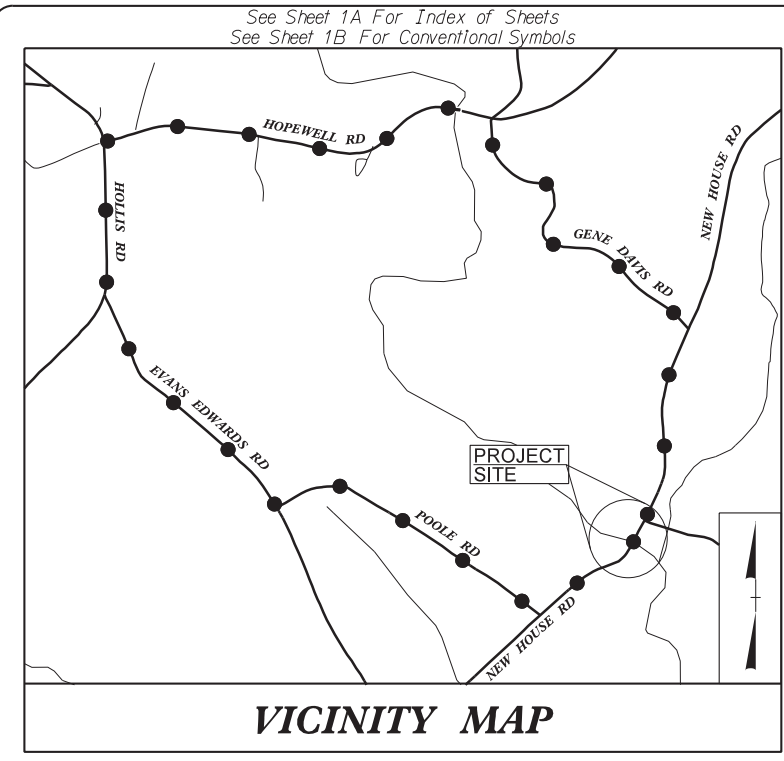 See Sheet 1A For Index of Sheets
See Sheet 1B For Conventional Symbols
HOPEWELL RD
NEW HOUSE RD
HOLLIS RD
GENE DAVIS RD
EVANS EDWARDS RD
PROJECT
SITE
POOLE RD
NEW HOUSE RD
VICINITY MAP